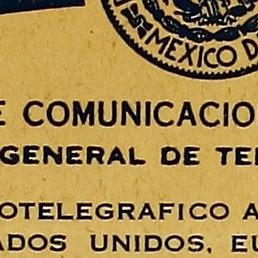 MEXICO D
E COMUNICACIO
GENERAL DE TE
OTELEGRAFICO A
ADOS UNIDOS, EU